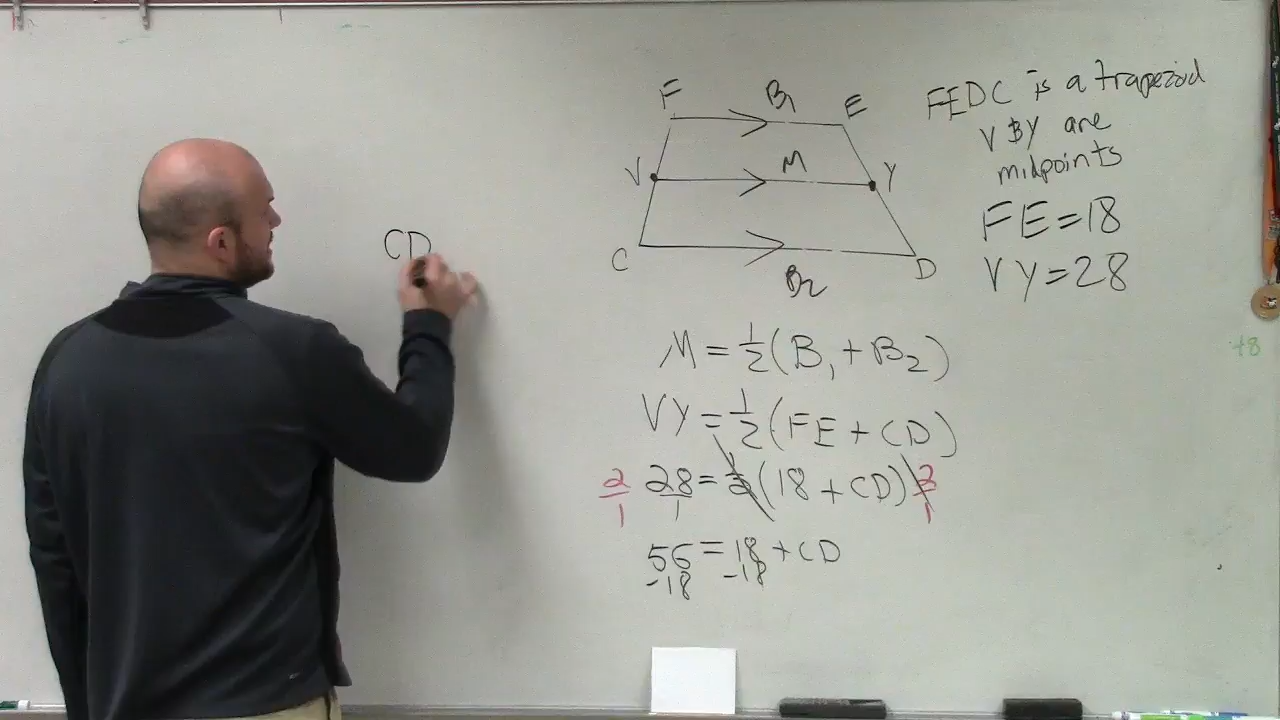 F B1 E
V M Y
C B2 D
FEDC is a trapezoid
V & Y are
midpoints
FE=18
VY=28
CD
M=1/2(B1+B2)
VY=1/2(FE+CD)
2/1 28/1=1/2(18+CD)2/1
56=18+CD
-18 -18
+8